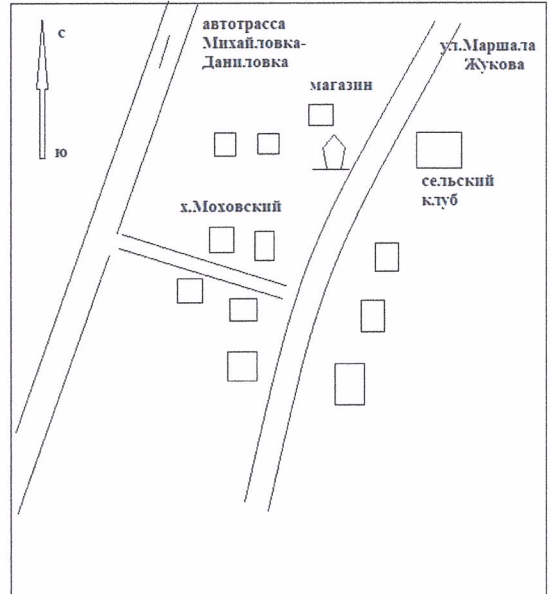 с
ю
автотрасса
Михайловка-
Даниловка
ул.Маршала
Жукова
магазин
сельский
клуб
х.Моховский